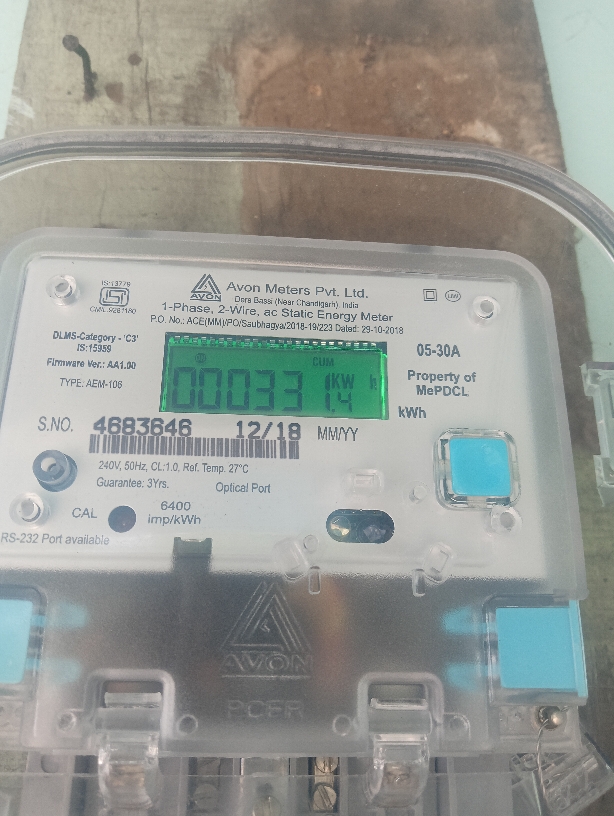 IS:13779
CM/L:9261180
AVON
Avon Meters Pvt. Ltd.
Dera Bassi (Near Chandigarh), India
1-Phase, 2-Wire, ac Static Energy Meter
P.O. No.: ACE(MM)/PO/Saubhagya/2018-19/223 Dated: 29-10-2018
DLMS-Category - 'C3'
IS:15959
Firmware Ver.: AA1.00
TYPE: AEM-106
CUM
00033 KW h
1.4
05-30A
Property of
MePDCL
kWh
S.NO. 4683646 12/18 MM/YY
240V, 50Hz, CL:1.0, Ref. Temp. 27°C
Guarantee: 3Yrs. Optical Port
CAL 6400
imp/kWh
RS-232 Port available
AVON